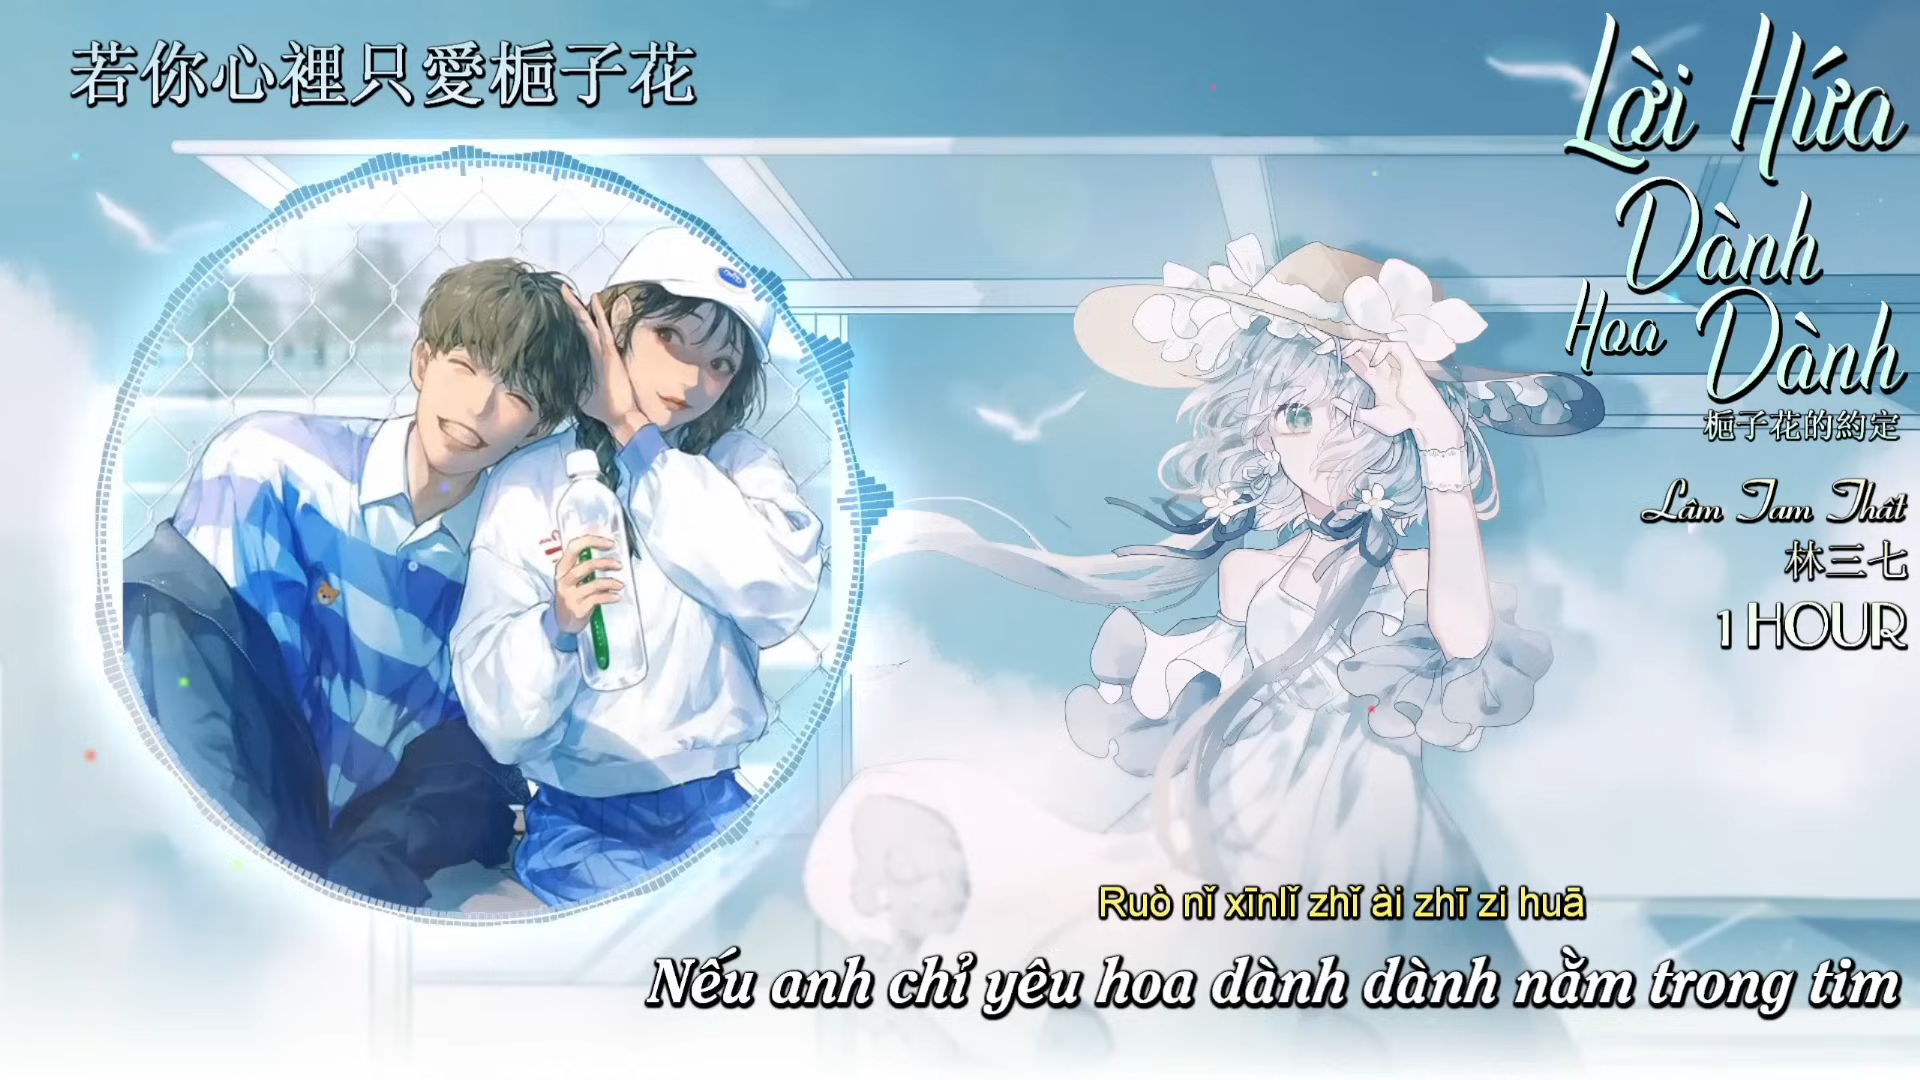 若你心裡只愛梔子花
Lời Hứa
Dành
Hoa Dành
梔子花的約定
Lâm Tam Thất
林三七
1 HOUR
Ruò nǐ xīnlǐ zhǐ ài zhī zi huā
Nếu anh chỉ yêu hoa dành dành nằm trong tim